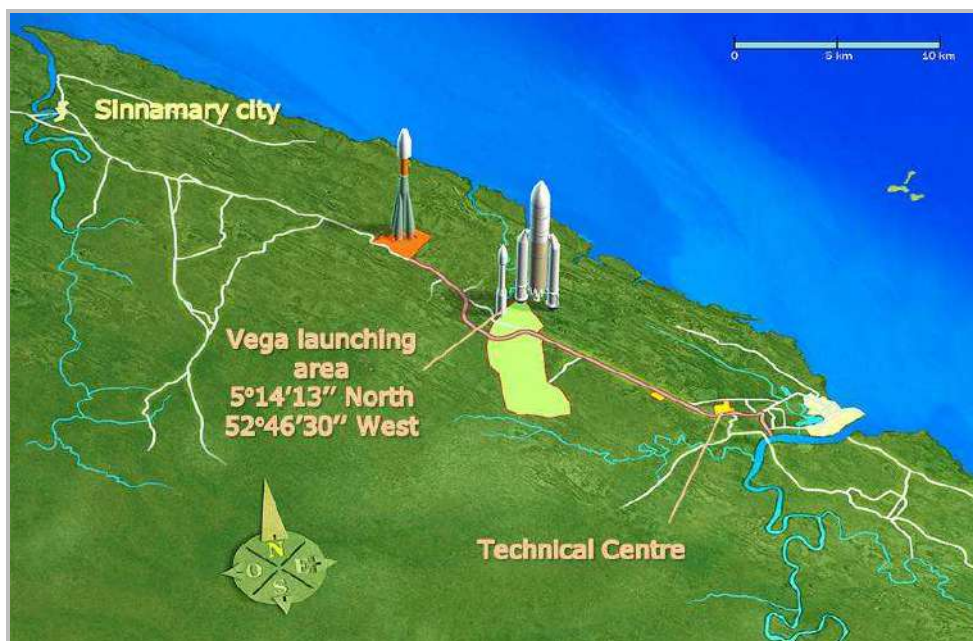 0 5 km 10 km
Sinnamary city
Vega launching
area
5°14'13" North
52°46'30" West
Technical Centre
N
O E
S